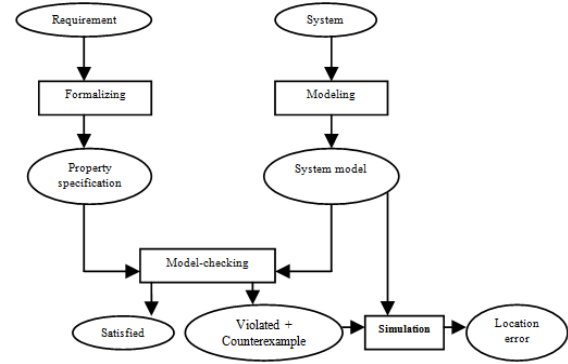 Requirement
System
Formalizing
Modeling
Property
specification
System model
Model-checking
Satisfied
Violated +
Counterexample
Simulation
Location
error